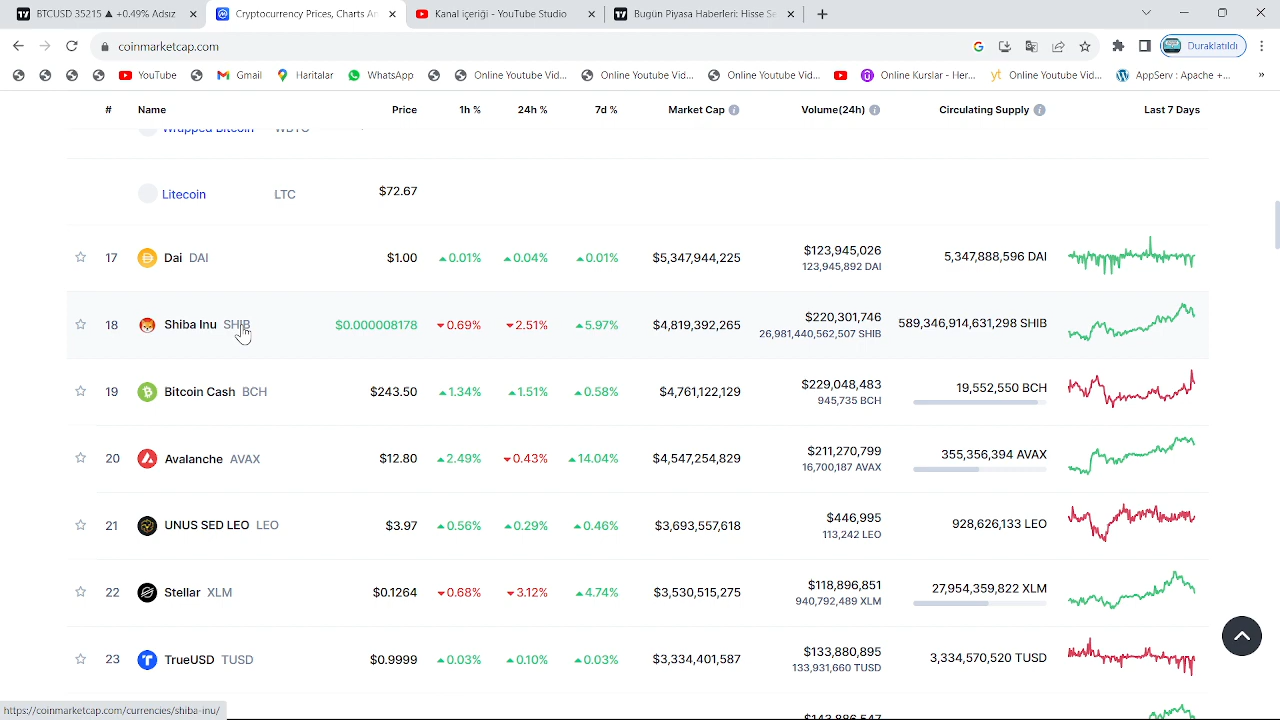 BTCUSD 35215 ▲ +0.49% Adsız
Cryptocurrency Prices, Charts An
Kanal içeriği - YouTube Studio
Bugün Piyasa Haberleri: Hisse Se
coinmarketcap.com
Duraklatıldı
YouTube
Gmail
Haritalar
WhatsApp
Online Youtube Vid...
Online Youtube Vid...
Online Youtube Vid...
Online Kurslar - Her...
Online Youtube Vid...
AppServ : Apache +...
# Name Price 1h % 24h % 7d % Market Cap Volume(24h) Circulating Supply Last 7 Days
Wrapped Bitcoin WBTC
Litecoin LTC $72.67
17 Dai DAI $1.00 ▲0.01% ▲0.04% ▲0.01% $5,347,944,225 $123,945,026 5,347,888,596 DAI
123,945,892 DAI
18 Shiba Inu SHIB $0.000008178 ▼0.69% ▼2.51% ▲5.97% $4,819,392,265 $220,301,746 589,346,914,631,298 SHIB
26,981,440,562,507 SHIB
19 Bitcoin Cash BCH $243.50 ▲1.34% ▲1.51% ▲0.58% $4,761,122,129 $229,048,483 19,552,550 BCH
945,735 BCH
20 Avalanche AVAX $12.80 ▲2.49% ▼0.43% ▲14.04% $4,547,254,829 $211,270,799 355,356,394 AVAX
16,700,187 AVAX
21 UNUS SED LEO LEO $3.97 ▲0.56% ▲0.29% ▲0.46% $3,693,557,618 $446,995 928,626,133 LEO
113,242 LEO
22 Stellar XLM $0.1264 ▼0.68% ▼3.12% ▲4.74% $3,530,515,275 $118,896,851 27,954,359,822 XLM
940,792,489 XLM
23 TrueUSD TUSD $0.9999 ▲0.03% ▲0.10% ▲0.03% $3,334,401,587 $133,880,895 3,334,570,520 TUSD
133,931,660 TUSD
https://coinmarketcap.com/currencies/shiba-inu/